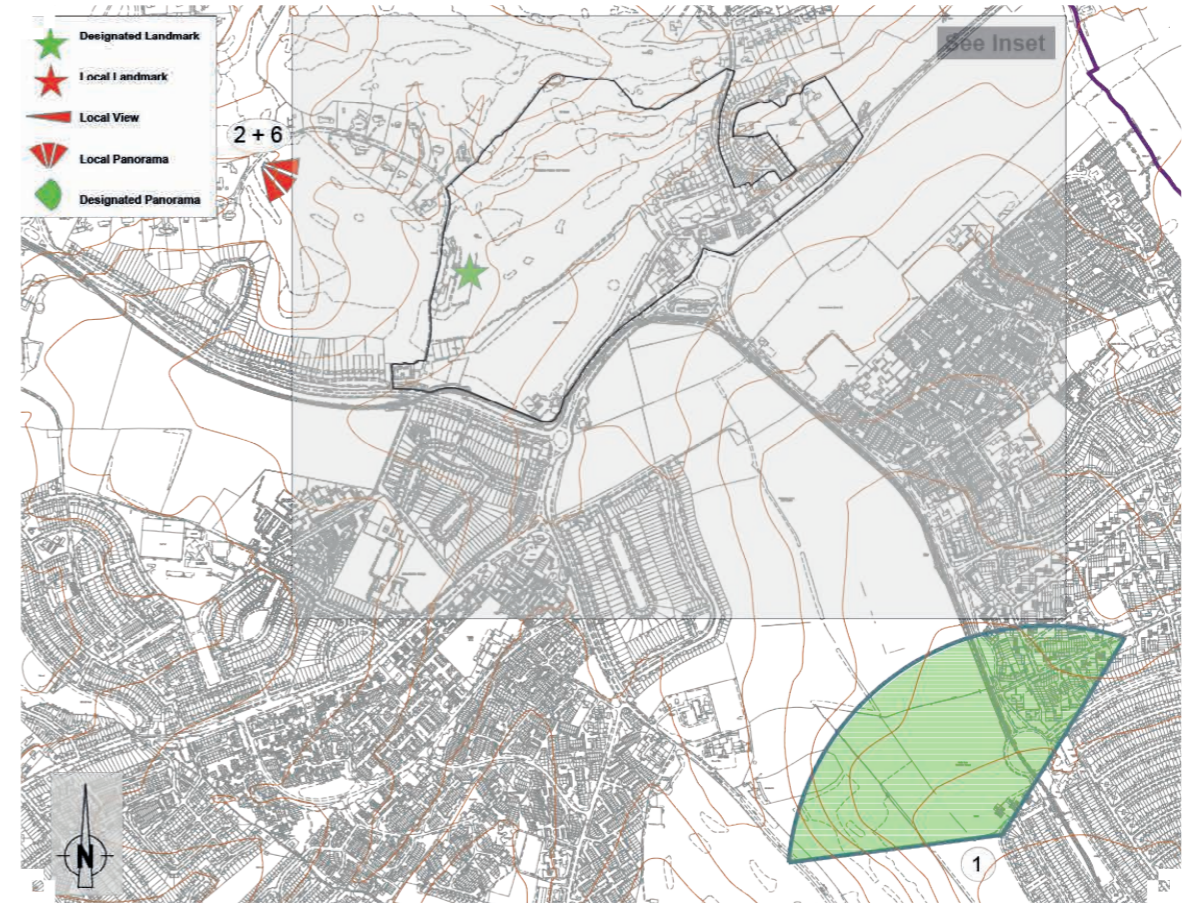 Designated Landmark
Local Landmark
Local View
Local Panorama
Designated Panorama
See Inset
2 + 6
1
N